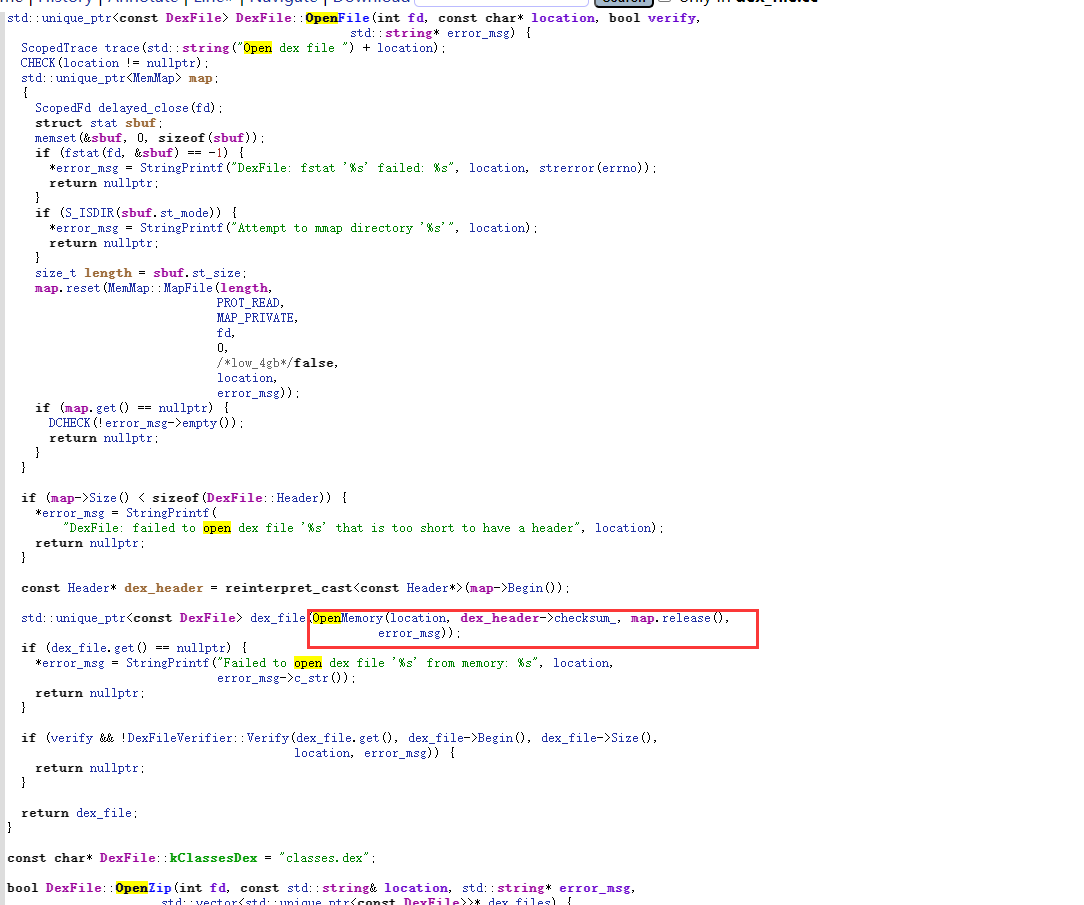 History | Annotate | Line# | Navigate | Download Search only in dex_file.cc
std::unique_ptr<const DexFile> DexFile::OpenFile(int fd, const char* location, bool verify,
                                                 std::string* error_msg) {
  ScopedTrace trace(std::string("Open dex file ") + location);
  CHECK(location != nullptr);
  std::unique_ptr<MemMap> map;
  {
    ScopedFd delayed_close(fd);
    struct stat sbuf;
    memset(&sbuf, 0, sizeof(sbuf));
    if (fstat(fd, &sbuf) == -1) {
      *error_msg = StringPrintf("DexFile: fstat '%s' failed: %s", location, strerror(errno));
      return nullptr;
    }
    if (S_ISDIR(sbuf.st_mode)) {
      *error_msg = StringPrintf("Attempt to mmap directory '%s'", location);
      return nullptr;
    }
    size_t length = sbuf.st_size;
    map.reset(MemMap::MapFile(length,
                              PROT_READ,
                              MAP_PRIVATE,
                              fd,
                              0,
                              /*low_4gb*/false,
                              location,
                              error_msg));
    if (map.get() == nullptr) {
      DCHECK(!error_msg->empty());
      return nullptr;
    }
  }

  if (map->Size() < sizeof(DexFile::Header)) {
    *error_msg = StringPrintf(
        "DexFile: failed to open dex file '%s' that is too short to have a header", location);
    return nullptr;
  }

  const Header* dex_header = reinterpret_cast<const Header*>(map->Begin());

  std::unique_ptr<const DexFile> dex_file(OpenMemory(location, dex_header->checksum_, map.release(),
                                                     error_msg));
  if (dex_file.get() == nullptr) {
    *error_msg = StringPrintf("Failed to open dex file '%s' from memory: %s", location,
                              error_msg->c_str());
    return nullptr;
  }

  if (verify && !DexFileVerifier::Verify(dex_file.get(), dex_file->Begin(), dex_file->Size(),
                                         location, error_msg)) {
    return nullptr;
  }

  return dex_file;
}

const char* DexFile::kClassesDex = "classes.dex";

bool DexFile::OpenZip(int fd, const std::string& location, std::string* error_msg,
                      std::vector<std::unique_ptr<const DexFile>>* dex_files) {